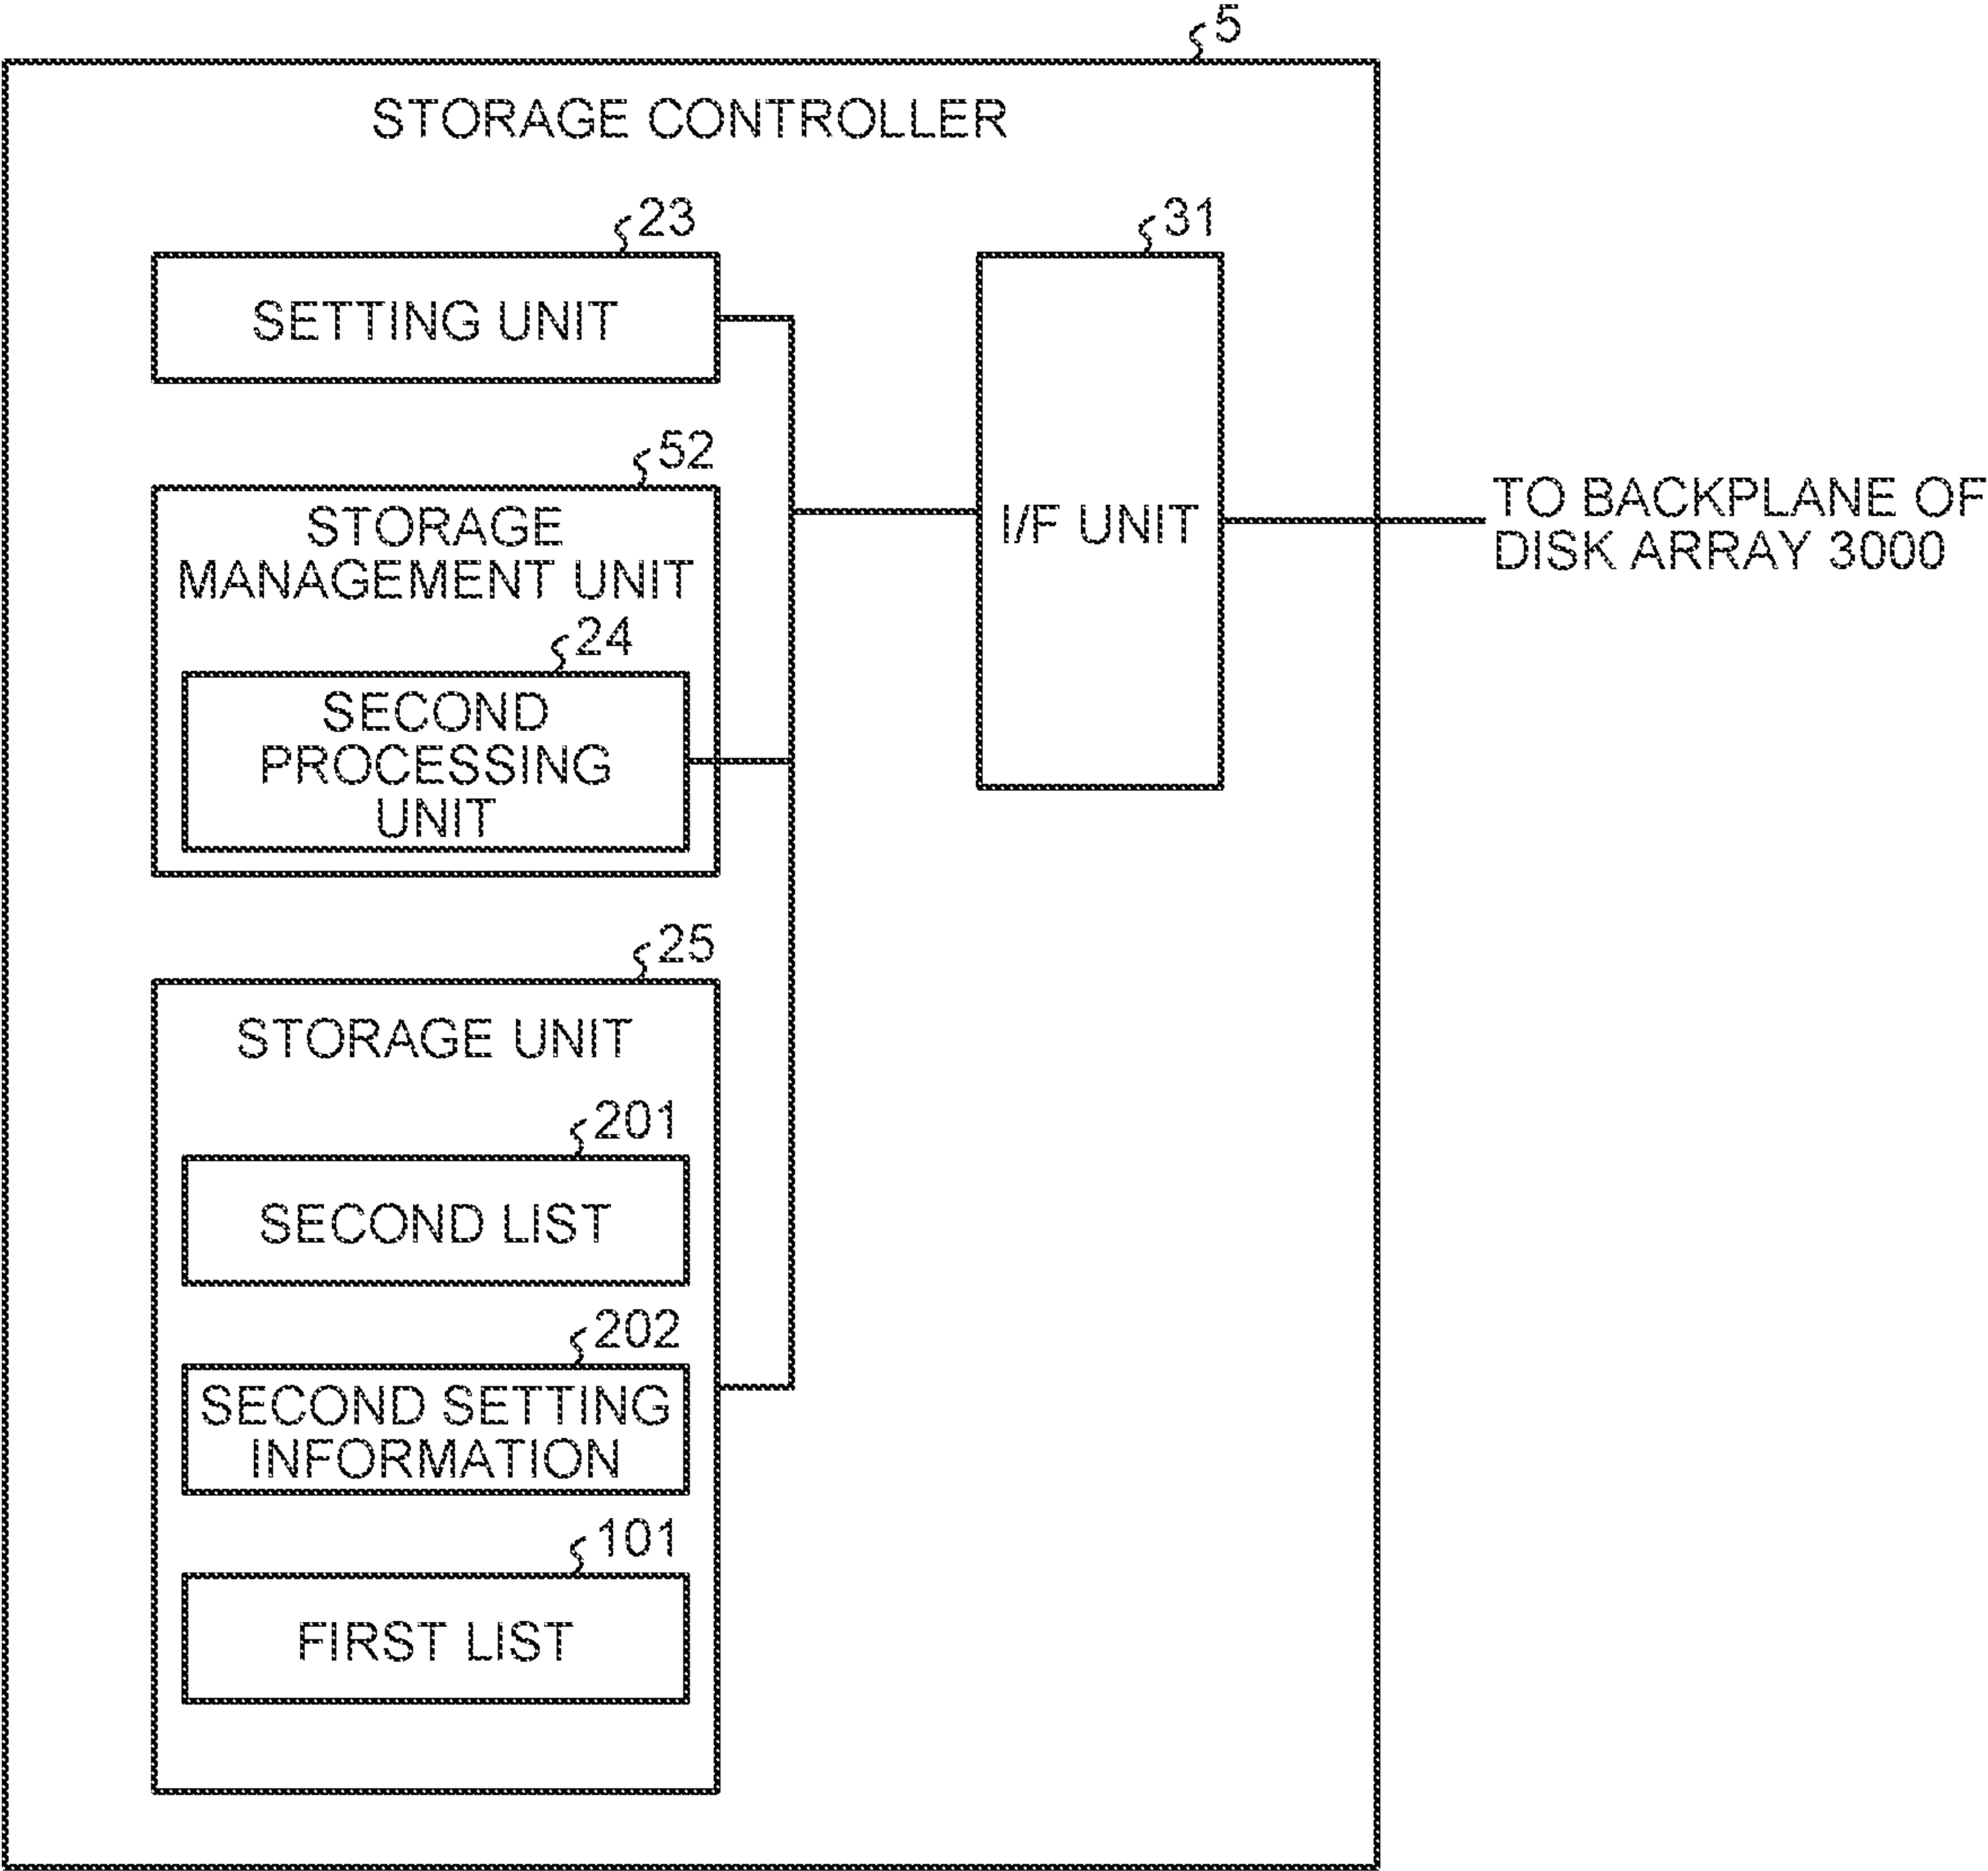 5
STORAGE CONTROLLER
23
SETTING UNIT
31
I/F UNIT
TO BACKPLANE OF
DISK ARRAY 3000
52
STORAGE
MANAGEMENT UNIT
24
SECOND
PROCESSING
UNIT
25
STORAGE UNIT
201
SECOND LIST
202
SECOND SETTING
INFORMATION
101
FIRST LIST